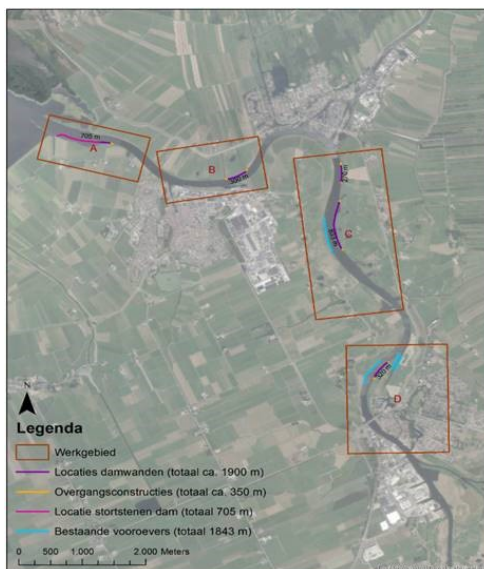 705 m
A
B
300 m
C
D
N
Legenda
Werkgebied
Locaties damwanden (totaal ca. 1900 m)
Overgangsconstructies (totaal ca. 350 m)
Locatie stortstenen dam (totaal 705 m)
Bestaande vooroevers (totaal 1843 m)
0 500 1.000 2.000 Meters